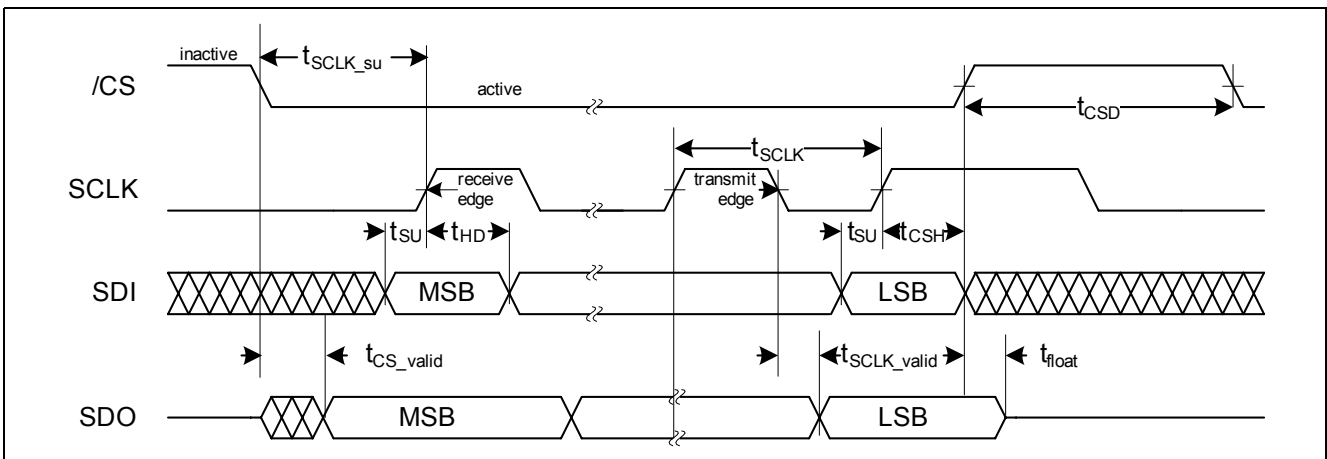 inactive
tSCLK_su
/CS
active
tCSD
tSCLK
SCLK
receive
edge
transmit
edge
tSU
tHD
tSU
tCSH
SDI
MSB
LSB
tCS_valid
tSCLK_valid
tfloat
SDO
MSB
LSB